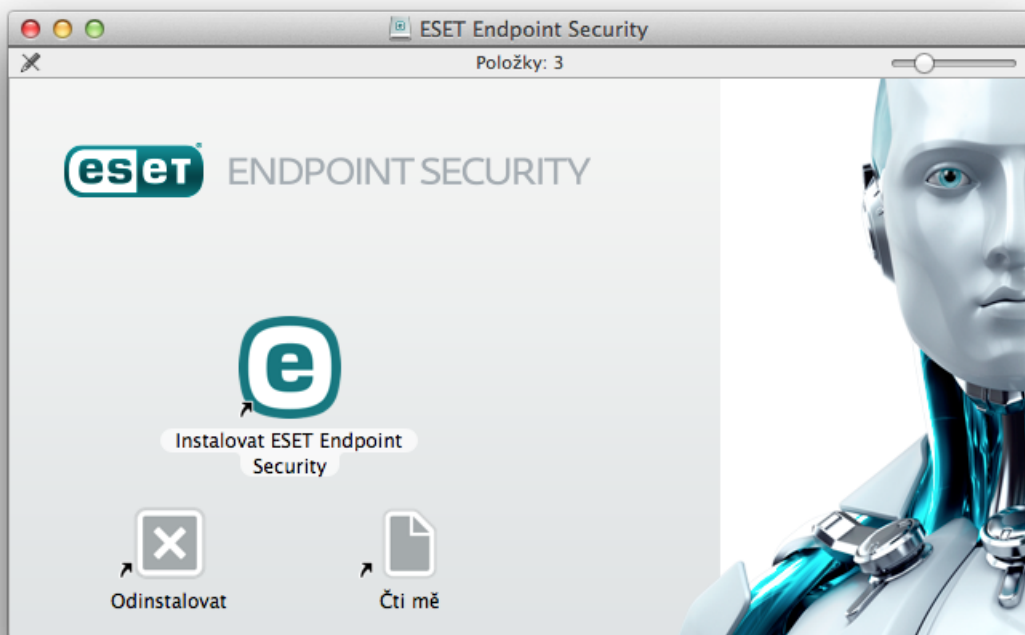 ESET Endpoint Security
Položky: 3
eseT ENDPOINT SECURITY
e
Instalovat ESET Endpoint
Security
Odinstalovat
Čti mě